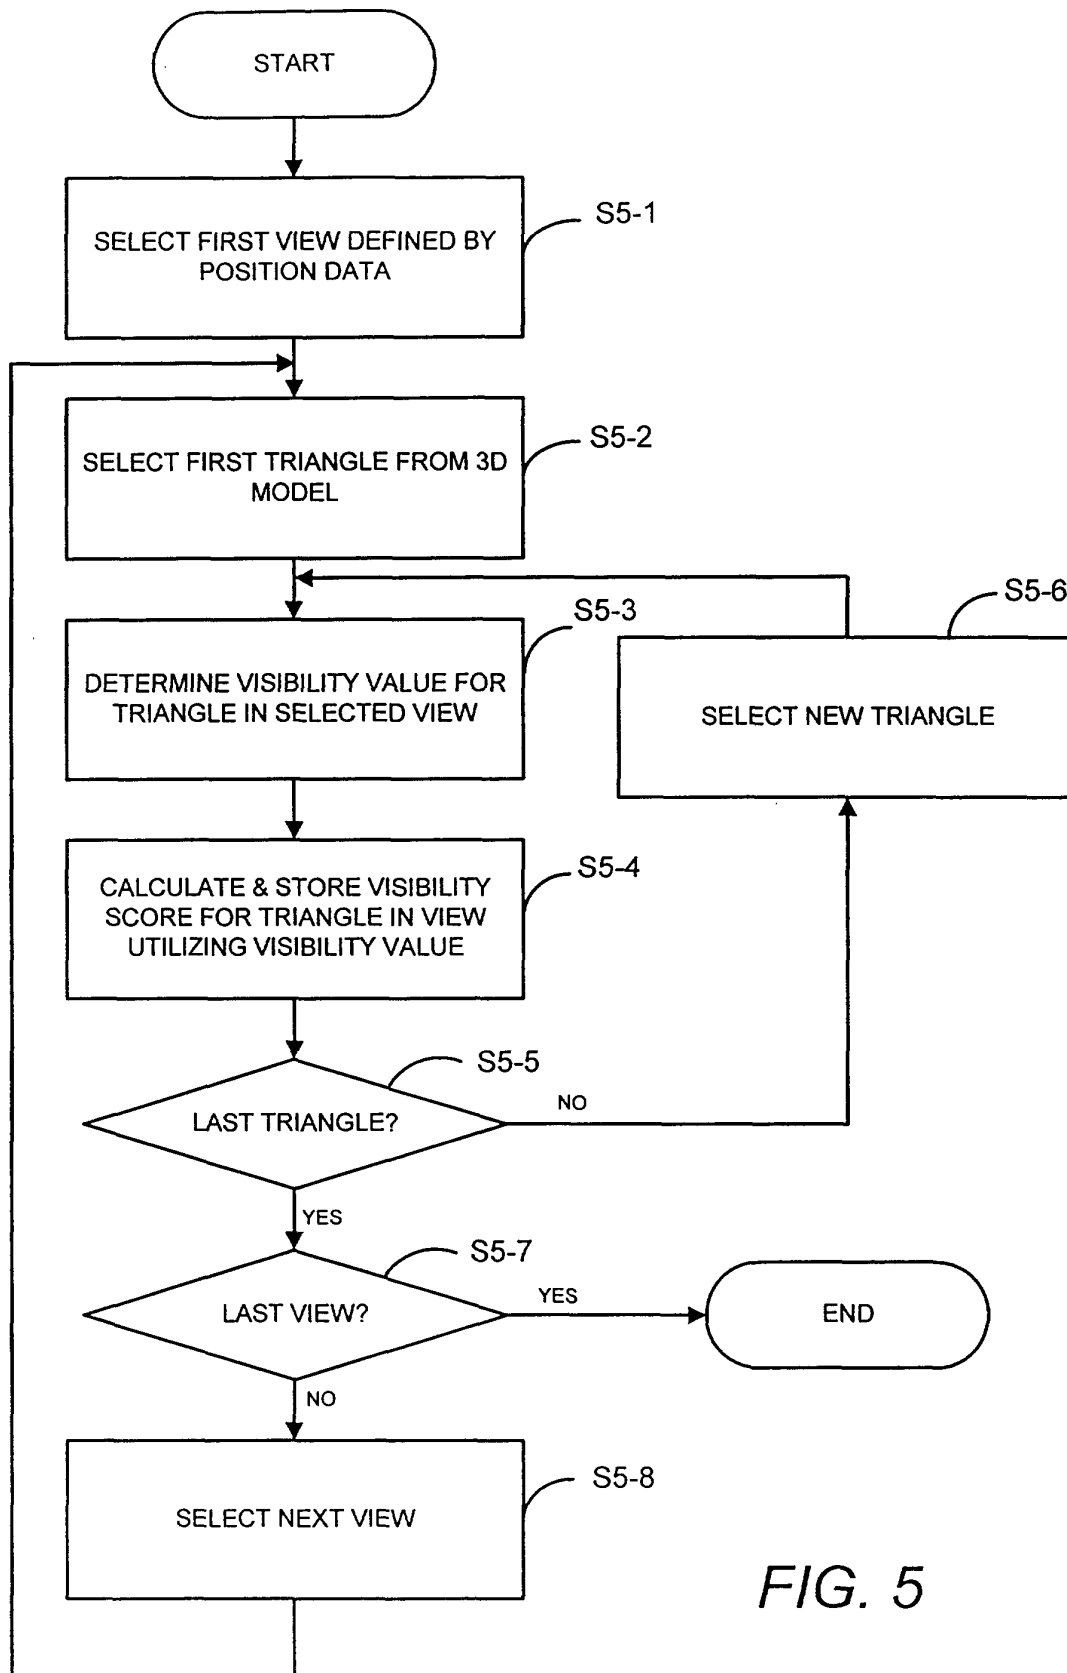 START
SELECT FIRST VIEW DEFINED BY
POSITION DATA
S5-1
SELECT FIRST TRIANGLE FROM 3D
MODEL
S5-2
DETERMINE VISIBILITY VALUE FOR
TRIANGLE IN SELECTED VIEW
S5-3
SELECT NEW TRIANGLE
S5-6
CALCULATE & STORE VISIBILITY
SCORE FOR TRIANGLE IN VIEW
UTILIZING VISIBILITY VALUE
S5-4
LAST TRIANGLE?
S5-5
NO
YES
LAST VIEW?
S5-7
YES
END
NO
SELECT NEXT VIEW
S5-8
FIG. 5